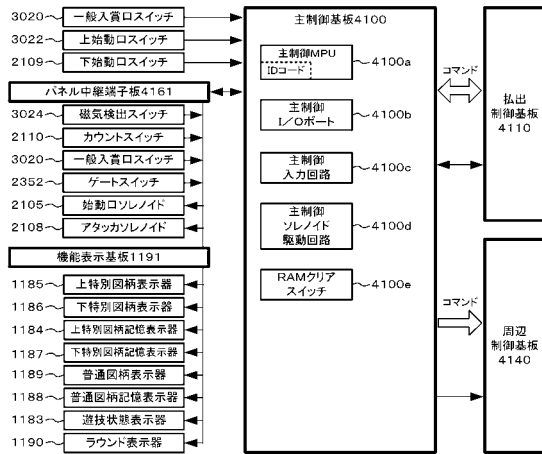 3020 一般入賞口スイッチ
3022 上始動口スイッチ
2109 下始動口スイッチ
パネル中継端子板4161
3024 磁気検出スイッチ
2110 カウントスイッチ
3020 一般入賞口スイッチ
2352 ゲートスイッチ
2105 始動口ソレノイド
2108 アタッカソレノイド
機能表示基板1191
1185 上特別図柄表示器
1186 下特別図柄表示器
1184 上特別図柄記憶表示器
1187 下特別図柄記憶表示器
1189 普通図柄表示器
1188 普通図柄記憶表示器
1183 遊技状態表示器
1190 ラウンド表示器
主制御基板4100
主制御MPU
IDコード
4100a
主制御
I/Oポート
4100b
主制御
入力回路
4100c
主制御
ソレノイド
駆動回路
4100d
RAMクリア
スイッチ
4100e
コマンド
払出
制御基板
4110
コマンド
周辺
制御基板
4140